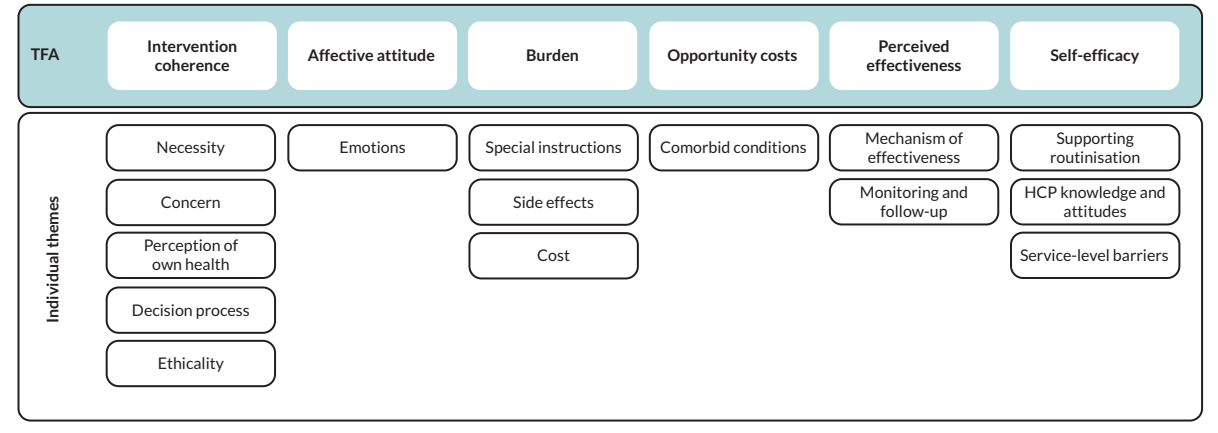 TFA
Intervention
coherence
Affective attitude
Burden
Opportunity costs
Perceived
effectiveness
Self-efficacy
Individual themes
Necessity
Concern
Perception of
own health
Decision process
Ethicality
Emotions
Special instructions
Side effects
Cost
Comorbid conditions
Mechanism of
effectiveness
Monitoring and
follow-up
Supporting
routinisation
HCP knowledge and
attitudes
Service-level barriers